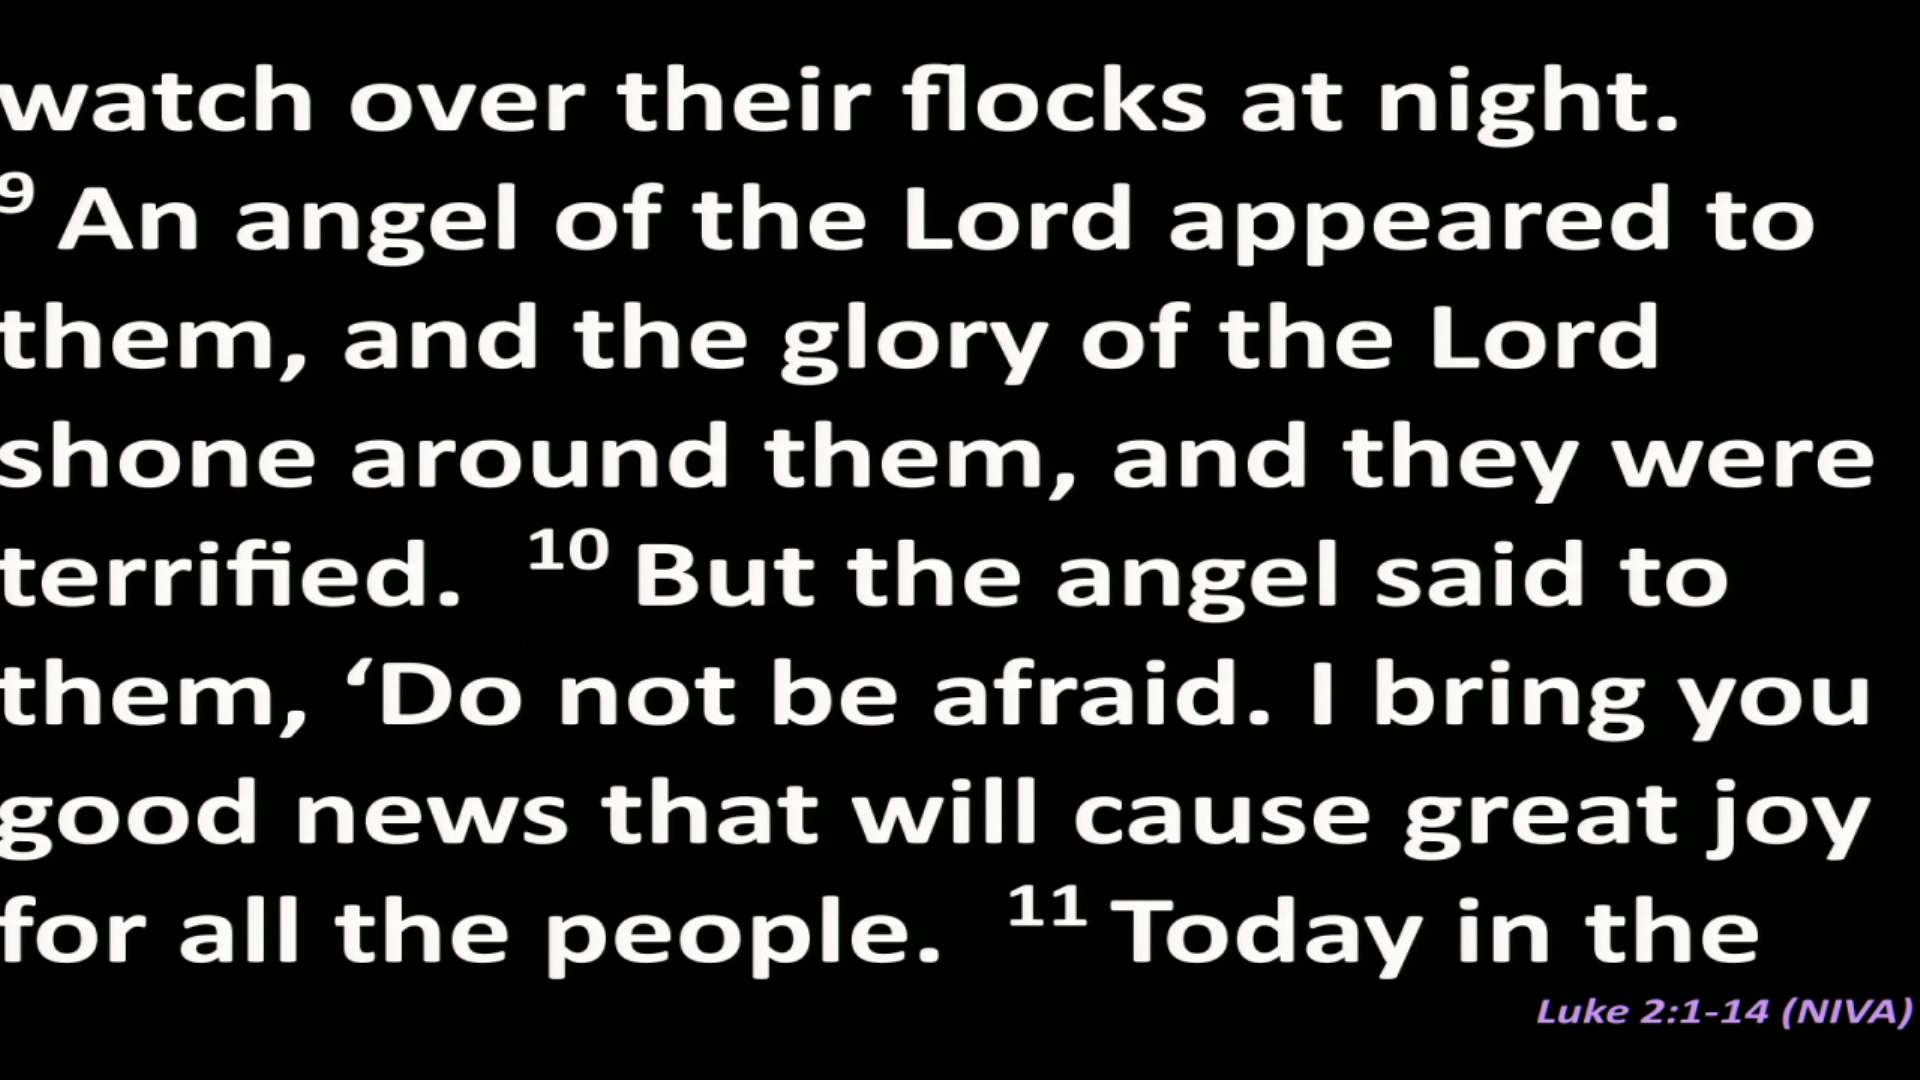 watch over their flocks at night.
⁹ An angel of the Lord appeared to
them, and the glory of the Lord
shone around them, and they were
terrified.  ¹⁰ But the angel said to
them, ‘Do not be afraid. I bring you
good news that will cause great joy
for all the people.  ¹¹ Today in the
Luke 2:1-14 (NIVA)